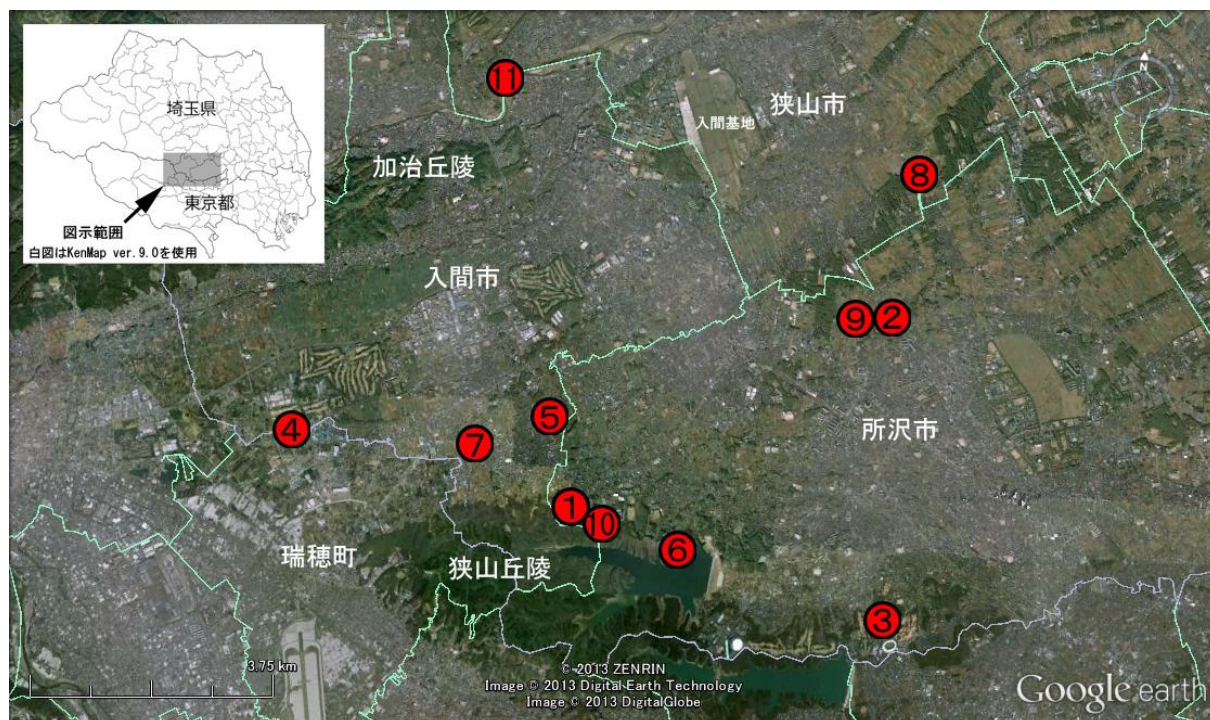 埼玉県
東京都
図示範囲
白図はKenMap ver.9.0を使用
⑪
加治丘陵
入間基地
狭山市
N
⑧
入間市
⑨
②
④
⑦
⑤
所沢市
①
⑩
⑥
瑞穂町
狭山丘陵
③
3.75 km
© 2013 ZENRIN
Image © 2013 Digital Earth Technology
Image © 2013 DigitalGlobe
Google earth